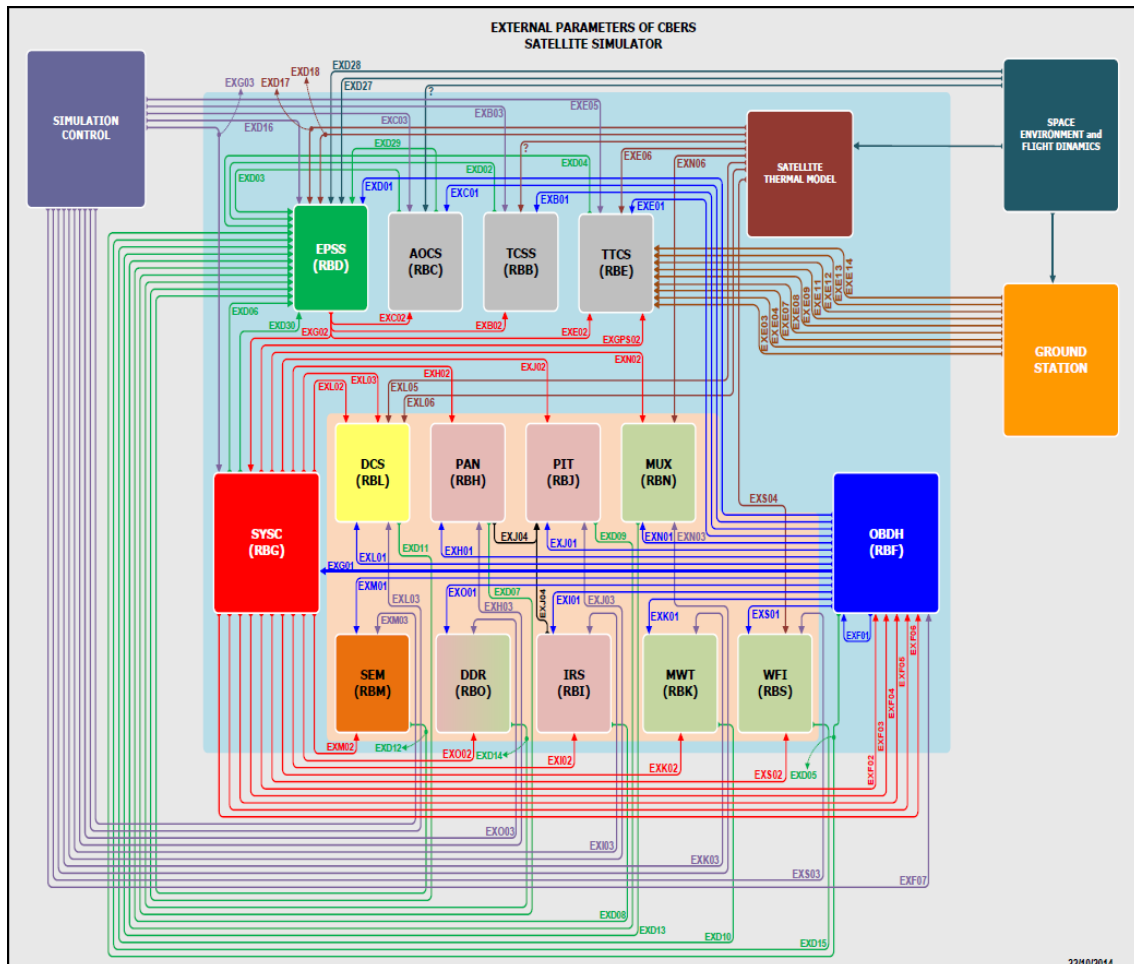 EXTERNAL PARAMETERS OF CBERS
SATELLITE SIMULATOR
SIMULATION
CONTROL
EXG03
EXD17
EXD18
EXD28
EXD27
?
EXD16
EXC03
EXB03
EXE05
SPACE
ENVIRONMENT and
FLIGHT DINAMICS
SATELLITE
THERMAL MODEL
EXD29
EXD02
EXD04
?
EXE06
EXN06
EXD03
EXD01
EXC01
EXB01
EXE01
EPSS
(RBD)
AOCS
(RBC)
TCSS
(RBB)
TTCS
(RBE)
EXE03
EXE04
EXE07
EXE08
EXE09
EXE11
EXE12
EXE13
EXE14
GROUND
STATION
EXD06
EXD30
EXG02
EXC02
EXB02
EXE02
EXGPS02
EXL02
EXL03
EXH02
EXJ02
EXN02
EXL05
EXL06
DCS
(RBL)
PAN
(RBH)
PIT
(RBJ)
MUX
(RBN)
SYSC
(RBG)
OBDH
(RBF)
EXS04
EXL01
EXD11
EXH01
EXJ04
EXJ01
EXD09
EXN01
EXN03
EXG01
EXM01
EXL03
EXM03
EXO01
EXH03
EXD07
EXJ04
EXI01
EXJ03
EXK01
EXS01
EXF01
SEM
(RBM)
DDR
(RBO)
IRS
(RBI)
MWT
(RBK)
WFI
(RBS)
EXF02
EXF03
EXF04
EXF05
EXF06
EXM02
EXD12
EXO02
EXD14
EXI02
EXK02
EXS02
EXD05
EXO03
EXI03
EXK03
EXS03
EXF07
EXD08
EXD13
EXD10
EXD15
22/10/2014